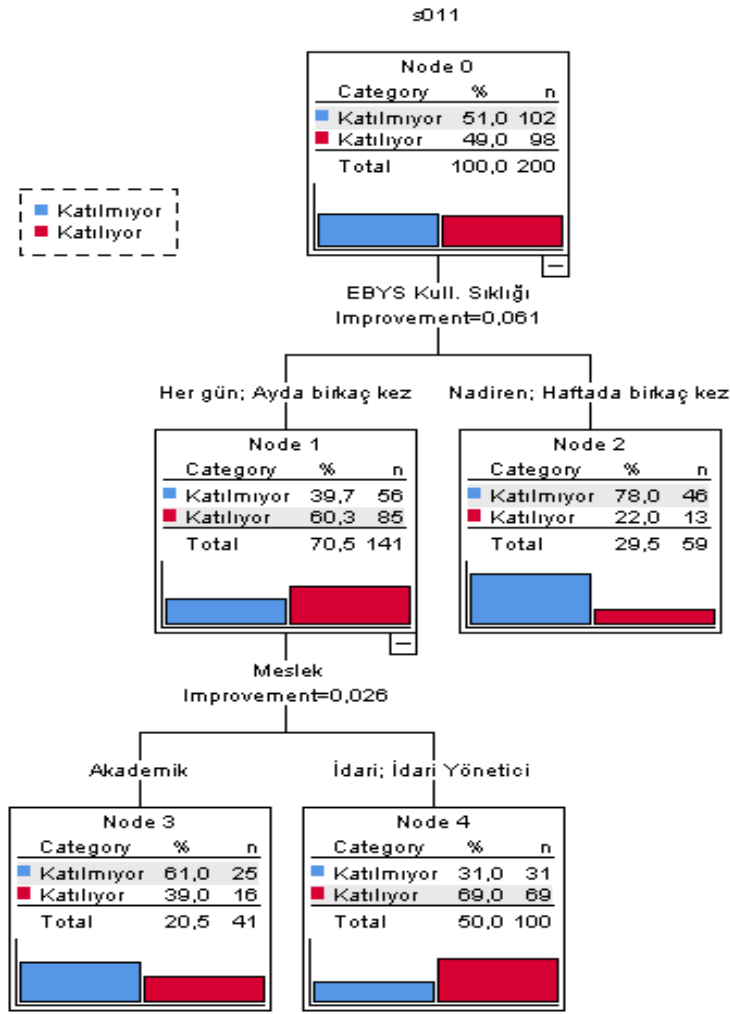 s011
Node 0
Category % n
Katılmıyor 51,0 102
Katılıyor 49,0 98
Total 100,0 200
Katılmıyor
Katılıyor
EBYS Kull. Sıklığı
Improvement=0,061
Her gün; Ayda birkaç kez
Nadiren; Haftada birkaç kez
Node 1
Category % n
Katılmıyor 39,7 56
Katılıyor 60,3 85
Total 70,5 141
Node 2
Category % n
Katılmıyor 78,0 46
Katılıyor 22,0 13
Total 29,5 59
Meslek
Improvement=0,026
Akademik
İdari; İdari Yönetici
Node 3
Category % n
Katılmıyor 61,0 25
Katılıyor 39,0 16
Total 20,5 41
Node 4
Category % n
Katılmıyor 31,0 31
Katılıyor 69,0 69
Total 50,0 100